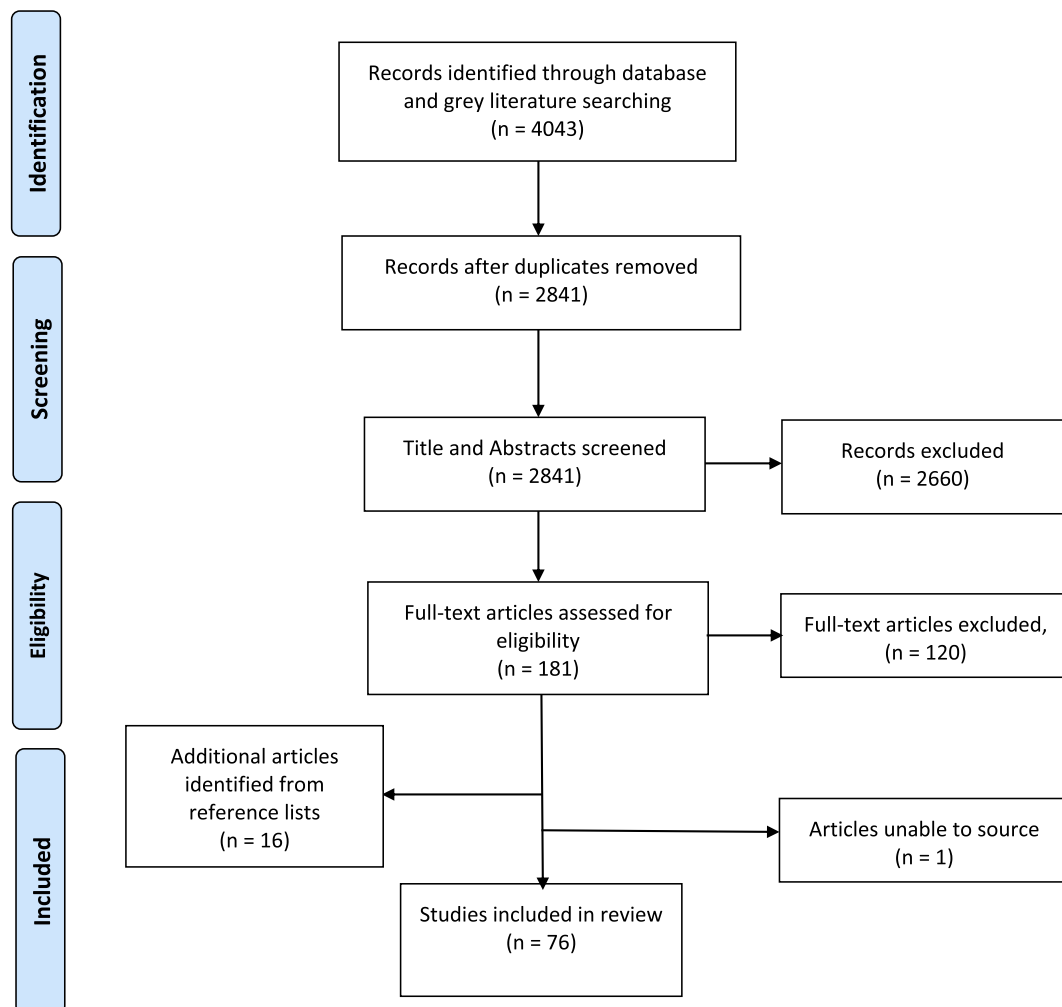 Identification
Records identified through database
and grey literature searching
(n = 4043)
Records after duplicates removed
(n = 2841)
Screening
Title and Abstracts screened
(n = 2841)
Records excluded
(n = 2660)
Eligibility
Full-text articles assessed for
eligibility
(n = 181)
Full-text articles excluded,
(n = 120)
Additional articles
identified from
reference lists
(n = 16)
Articles unable to source
(n = 1)
Included
Studies included in review
(n = 76)